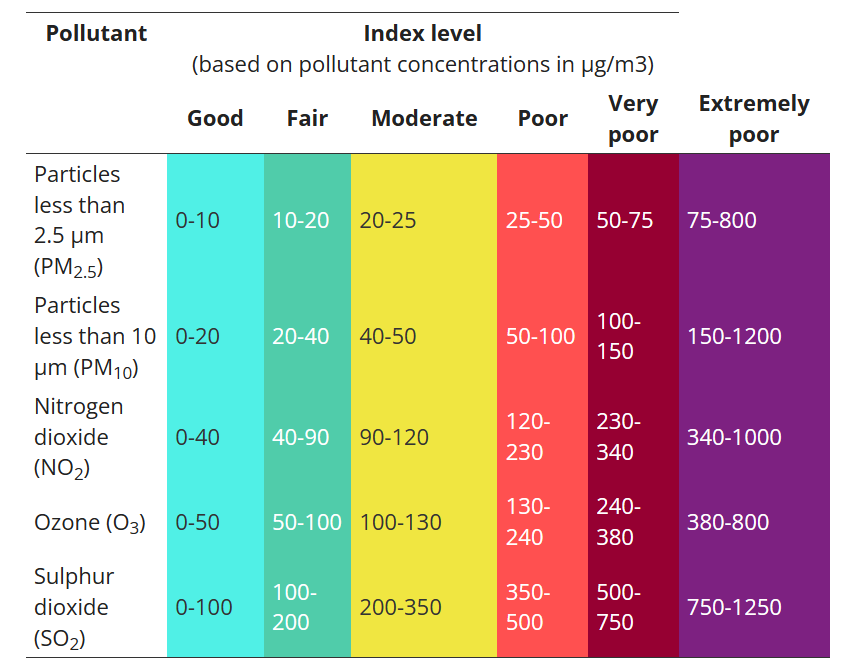 Pollutant Index level
(based on pollutant concentrations in µg/m3)
Good Fair Moderate Poor Very poor Extremely poor
Particles less than 2.5 µm (PM2.5) 0-10 10-20 20-25 25-50 50-75 75-800
Particles less than 10 µm (PM10) 0-20 20-40 40-50 50-100 100-150 150-1200
Nitrogen dioxide (NO2) 0-40 40-90 90-120 120-230 230-340 340-1000
Ozone (O3) 0-50 50-100 100-130 130-240 240-380 380-800
Sulphur dioxide (SO2) 0-100 100-200 200-350 350-500 500-750 750-1250